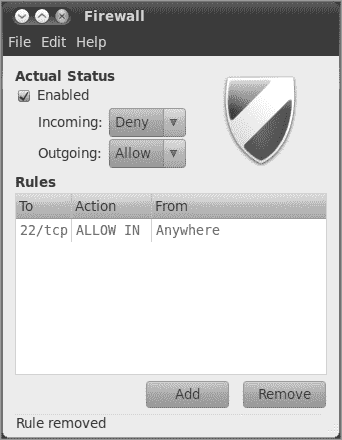 Firewall
File Edit Help
Actual Status
Enabled
Incoming: Deny
Outgoing: Allow
Rules
To Action From
22/tcp ALLOW IN Anywhere
Add Remove
Rule removed